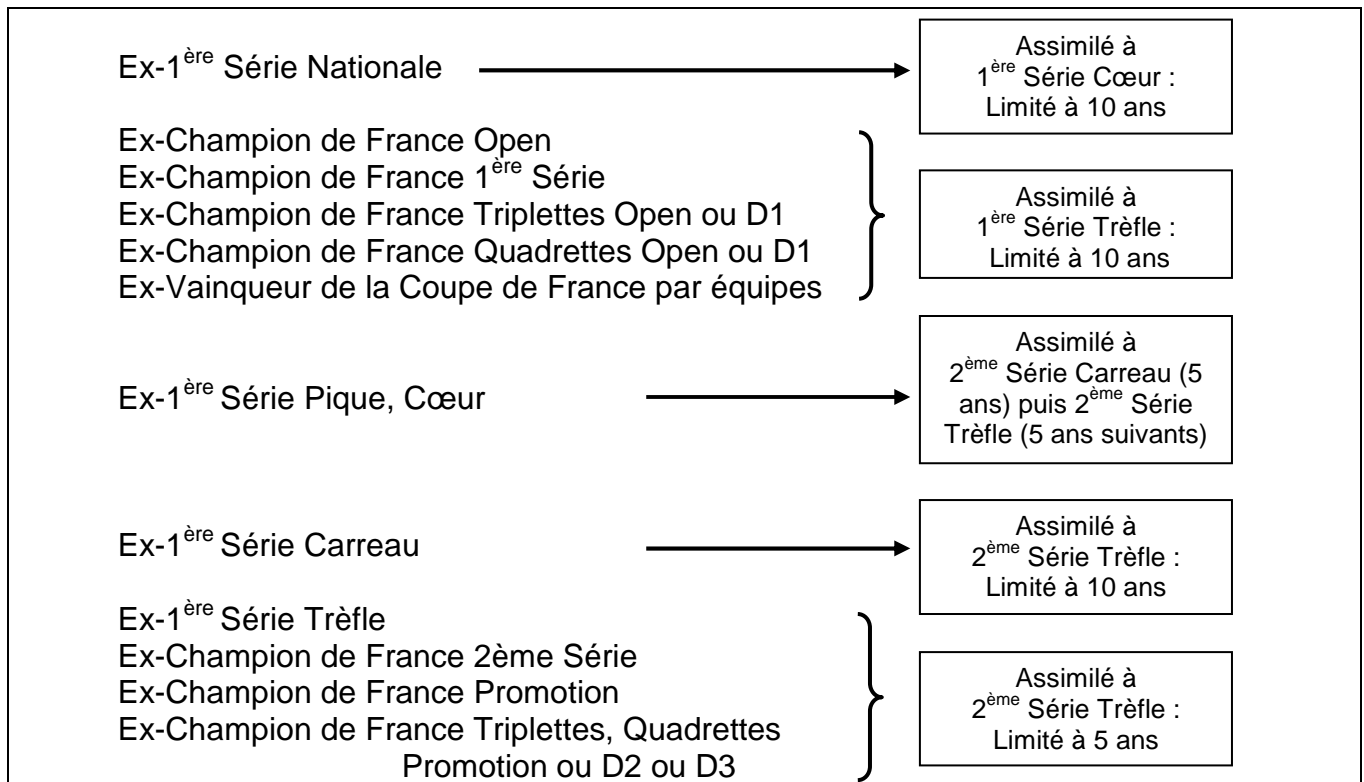 Ex-1ère Série Nationale
Assimilé à
1ère Série Cœur :
Limité à 10 ans
Ex-Champion de France Open
Ex-Champion de France 1ère Série
Ex-Champion de France Triplettes Open ou D1
Ex-Champion de France Quadrettes Open ou D1
Ex-Vainqueur de la Coupe de France par équipes
Assimilé à
1ère Série Trèfle :
Limité à 10 ans
Ex-1ère Série Pique, Cœur
Assimilé à
2ème Série Carreau (5
ans) puis 2ème Série
Trèfle (5 ans suivants)
Ex-1ère Série Carreau
Assimilé à
2ème Série Trèfle :
Limité à 10 ans
Ex-1ère Série Trèfle
Ex-Champion de France 2ème Série
Ex-Champion de France Promotion
Ex-Champion de France Triplettes, Quadrettes
Promotion ou D2 ou D3
Assimilé à
2ème Série Trèfle :
Limité à 5 ans